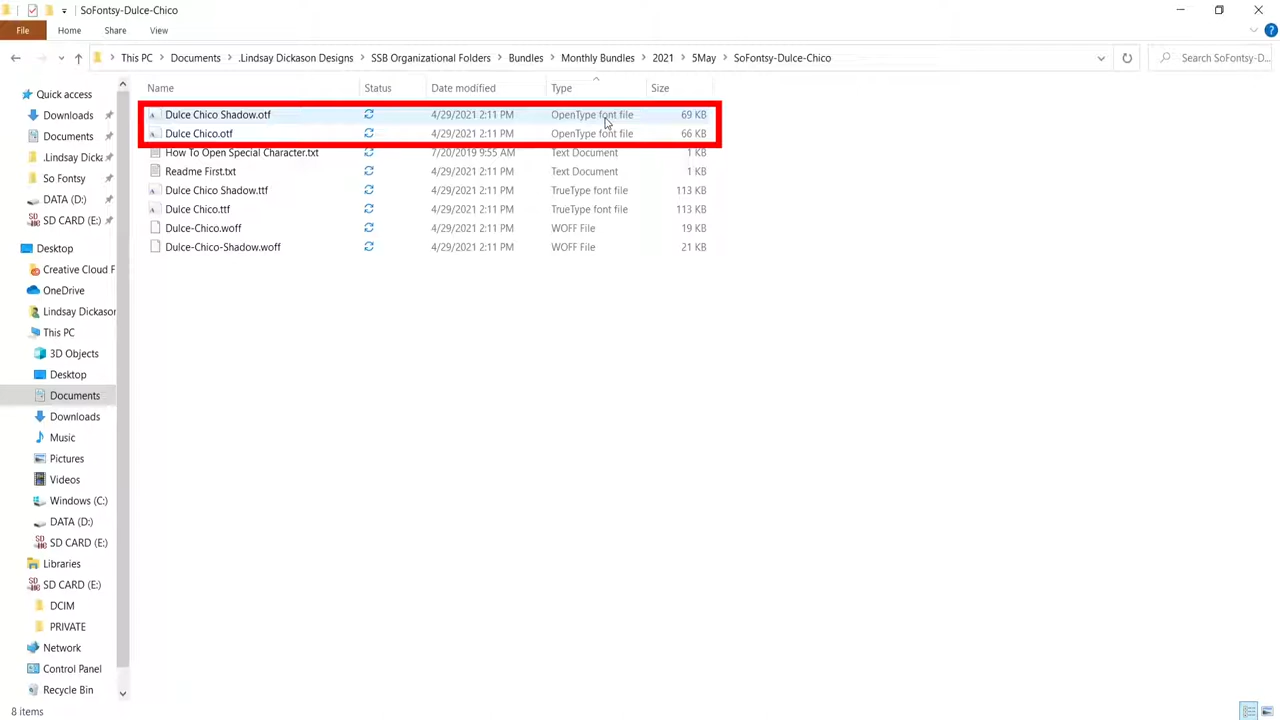 SoFontsy-Dulce-Chico
File Home Share View
This PC Documents .Lindsay Dickason Designs SSB Organizational Folders Bundles Monthly Bundles 2021 5May SoFontsy-Dulce-Chico Search SoFontsy-D...
Name Status Date modified Type Size
Dulce Chico Shadow.otf 4/29/2021 2:11 PM OpenType font file 69 KB
Dulce Chico.otf 4/29/2021 2:11 PM OpenType font file 66 KB
How To Open Special Character.txt 7/20/2019 9:55 AM Text Document 1 KB
Readme First.txt 4/29/2021 2:11 PM Text Document 1 KB
Dulce Chico Shadow.ttf 4/29/2021 2:11 PM TrueType font file 113 KB
Dulce Chico.ttf 4/29/2021 2:11 PM TrueType font file 113 KB
Dulce-Chico.woff 4/29/2021 2:11 PM WOFF File 19 KB
Dulce-Chico-Shadow.woff 4/29/2021 2:11 PM WOFF File 21 KB
Quick access
Downloads
Documents
.Lindsay Dicka
So Fontsy
DATA (D:)
SD CARD (E:)
Desktop
Creative Cloud F
OneDrive
Lindsay Dickason
This PC
3D Objects
Desktop
Documents
Downloads
Music
Pictures
Videos
Windows (C:)
DATA (D:)
SD CARD (E:)
Libraries
SD CARD (E:)
DCIM
PRIVATE
Network
Control Panel
Recycle Bin
8 items